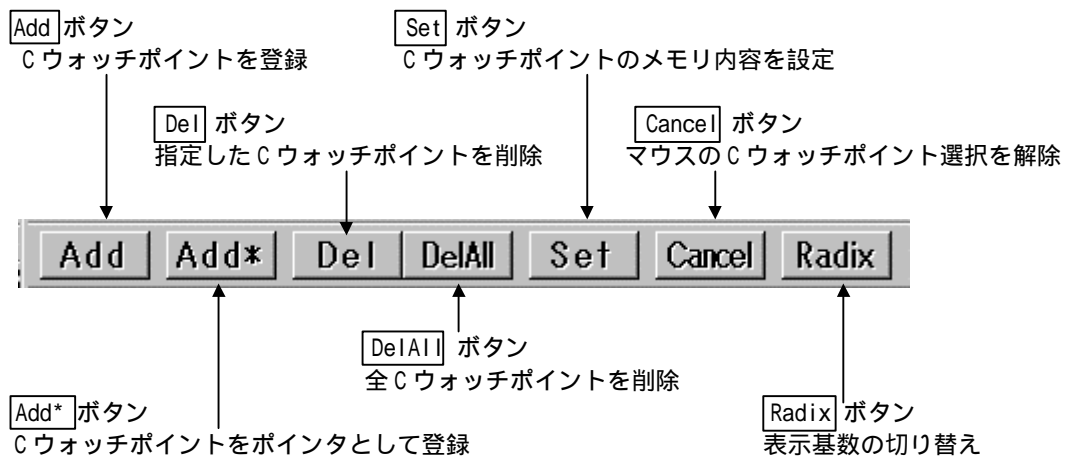 Add ボタン
Cウォッチポイントを登録
Set ボタン
Cウォッチポイントのメモリ内容を設定
Del ボタン
指定したCウォッチポイントを削除
Cancel ボタン
マウスのCウォッチポイント選択を解除
Add Add* Del DelAll Set Cancel Radix
DelAll ボタン
全Cウォッチポイントを削除
Add* ボタン
Cウォッチポイントをポインタとして登録
Radix ボタン
表示基数の切り替え